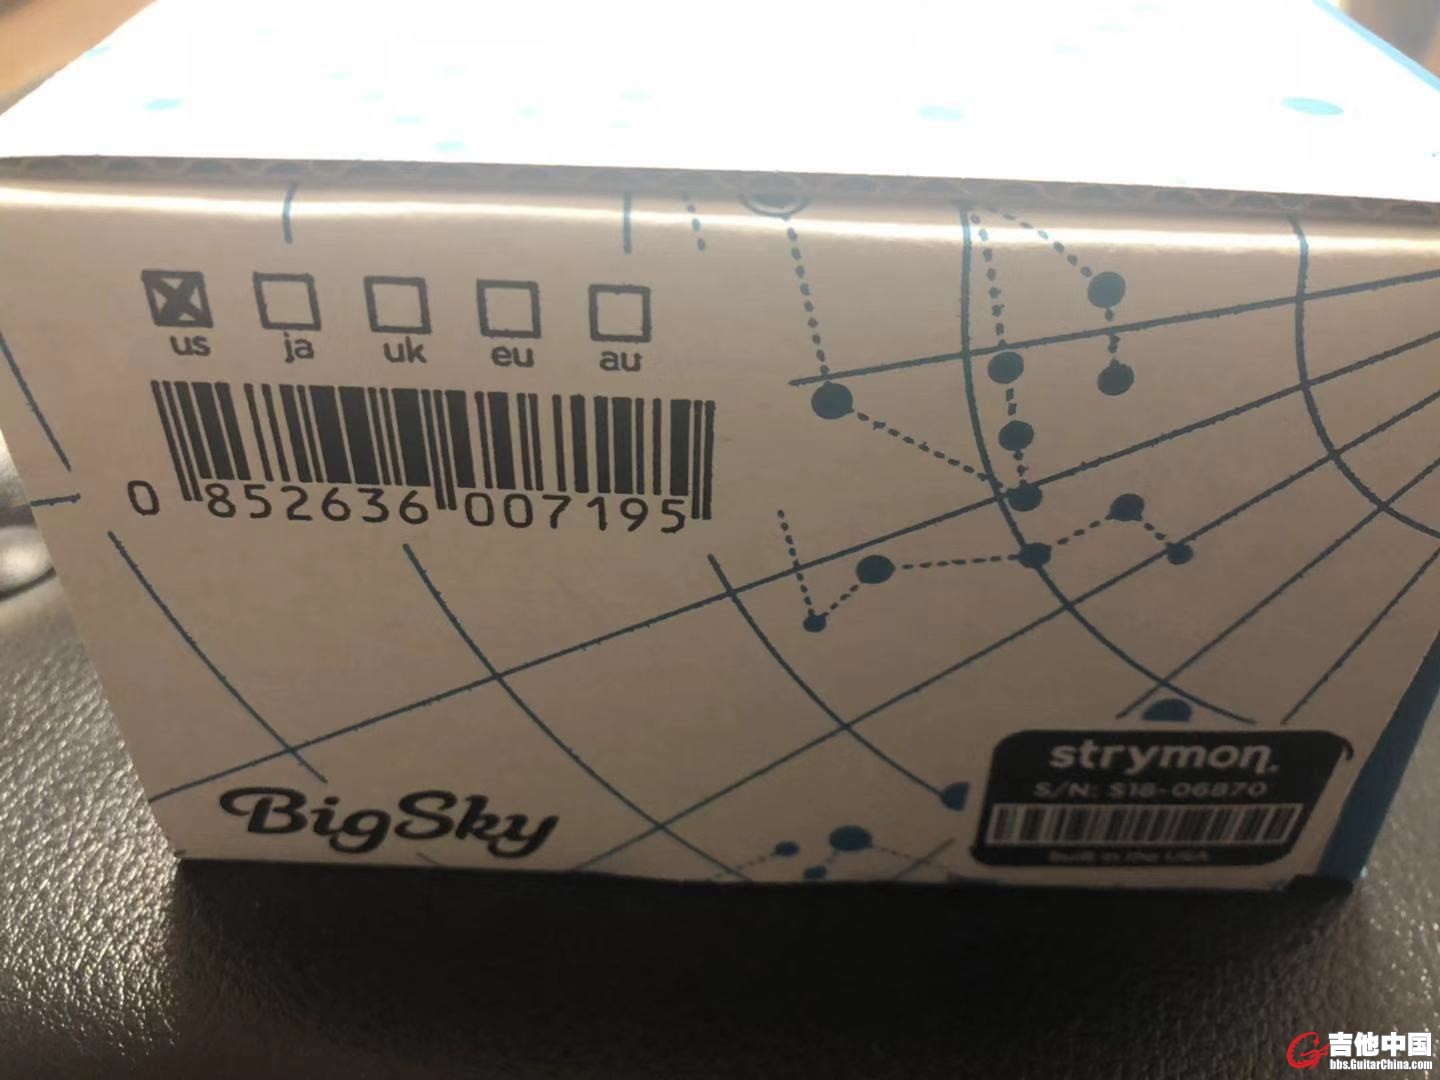 us ja uk eu au
0 852636 007195
BigSky
strymon.
S/N: S18-06870
built in the USA
吉他中国
bbs.GuitarChina.com